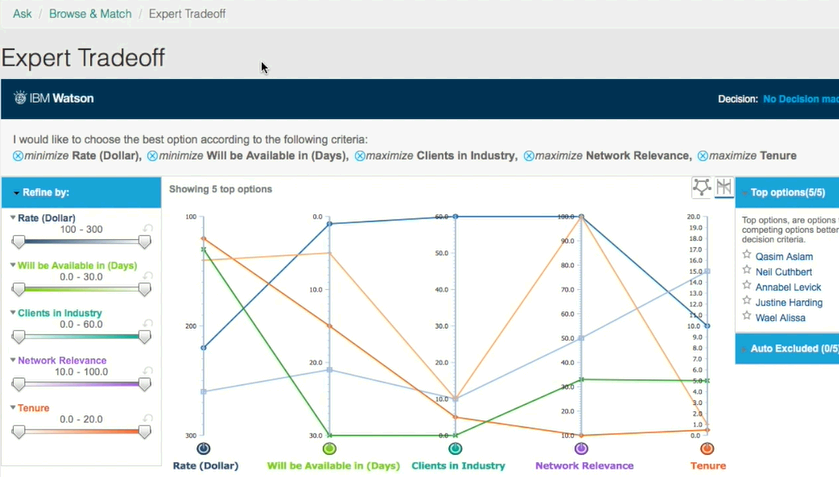 Ask / Browse & Match / Expert Tradeoff
Expert Tradeoff
IBM Watson
Decision: No Decision mad
I would like to choose the best option according to the following criteria:
minimize Rate (Dollar), minimize Will be Available in (Days), maximize Clients in Industry, maximize Network Relevance, maximize Tenure
Refine by:
Rate (Dollar)
100 - 300
Will be Available in (Days)
0.0 - 30.0
Clients in Industry
0.0 - 60.0
Network Relevance
10.0 - 100.0
Tenure
0.0 - 20.0
Showing 5 top options
100
200
300
0.0
10.0
20.0
30.0
60.0
50.0
40.0
30.0
20.0
10.0
0.0
100.0
90.0
80.0
70.0
60.0
50.0
40.0
30.0
20.0
10.0
20.0
19.0
18.0
17.0
16.0
15.0
14.0
13.0
12.0
11.0
10.0
9.0
8.0
7.0
6.0
5.0
4.0
3.0
2.0
1.0
0.0
Rate (Dollar)
Will be Available in (Days)
Clients in Industry
Network Relevance
Tenure
Top options(5/5)
Top options, are options
competing options better
decision criteria.
Qasim Aslam
Neil Cuthbert
Annabel Levick
Justine Harding
Wael Alissa
Auto Excluded (0/5